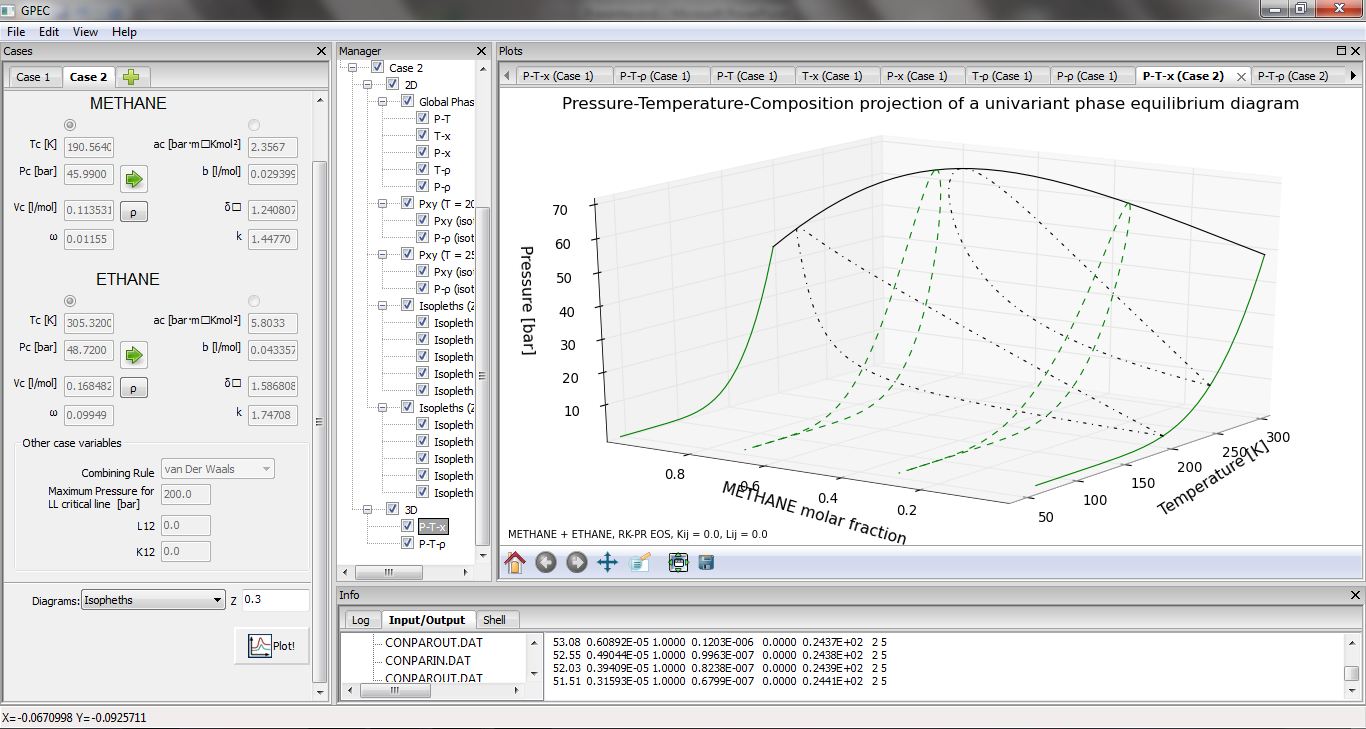 GPEC
File Edit View Help
Cases
Case 1 Case 2
METHANE
Tc [K] 190.564( ac [bar·m□Kmol²] 2.3567
Pc [bar] 45.9900 b [l/mol] 0.029399
Vc [l/mol] 0.113531 ρ δ□ 1.240807
ω 0.01155 k 1.44770
ETHANE
Tc [K] 305.320( ac [bar·m□Kmol²] 5.8033
Pc [bar] 48.7200 b [l/mol] 0.043357
Vc [l/mol] 0.168482 ρ δ□ 1.586808
ω 0.09949 k 1.74708
Other case variables
Combining Rule van Der Waals
Maximum Pressure for
LL critical line [bar] 200.0
L12 0.0
K12 0.0
Diagrams: Isopheths Z 0.3
Plot!
Manager
Case 2
2D
Global Phas
P-T
T-x
P-x
T-ρ
P-ρ
Pxy (T = 20
Pxy (isot
P-ρ (isot
Pxy (T = 25
Pxy (isot
P-ρ (isot
Isopleths (Z
Isopleth
Isopleth
Isopleth
Isopleth
Isopleth
Isopleths (Z
Isopleth
Isopleth
Isopleth
Isopleth
Isopleth
3D
P-T-x
P-T-ρ
Plots
P-T-x (Case 1) P-T-ρ (Case 1) P-T (Case 1) T-x (Case 1) P-x (Case 1) T-ρ (Case 1) P-ρ (Case 1) P-T-x (Case 2) P-T-ρ (Case 2)
Pressure-Temperature-Composition projection of a univariant phase equilibrium diagram
Pressure [bar]
70
60
50
40
30
20
10
0.8
0.6
0.4
0.2
METHANE molar fraction
50
100
150
200
250
300
Temperature [K]
METHANE + ETHANE, RK-PR EOS, Kij = 0.0, Lij = 0.0
Info
Log Input/Output Shell
CONPAROUT.DAT
CONPARIN.DAT
CONPAROUT.DAT
53.08 0.60892E-05 1.0000 0.1203E-006 0.0000 0.2437E+02 2 5
52.55 0.49044E-05 1.0000 0.9963E-007 0.0000 0.2438E+02 2 5
52.03 0.39409E-05 1.0000 0.8238E-007 0.0000 0.2439E+02 2 5
51.51 0.31593E-05 1.0000 0.6799E-007 0.0000 0.2441E+02 2 5
X=-0.0670998 Y=-0.0925711